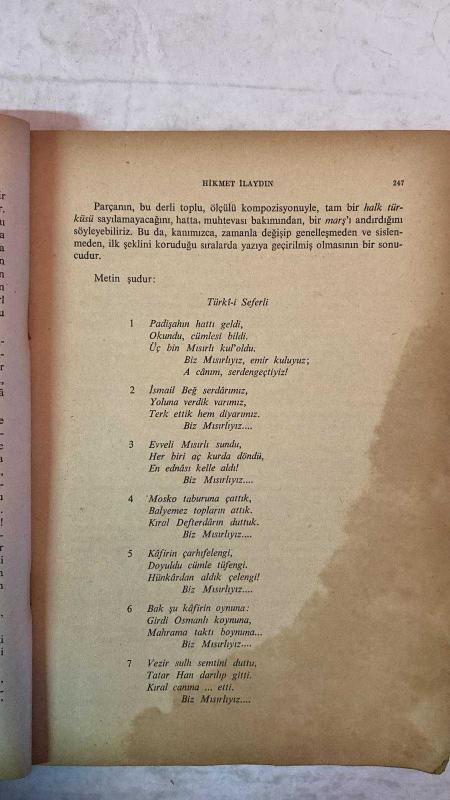 HİKMET İLAYDIN 247
Parçanın, bu derli toplu, ölçülü kompozisyonuyle, tam bir halk tür-
küsü sayılamayacağını, hatta, muhtevası bakımından, bir marş'ı andırdığını
söyleyebiliriz. Bu da, kanımızca, zamanla değişip genelleşmeden ve sislen-
meden, ilk şeklini koruduğu sıralarda yazıya geçirilmiş olmasının bir sonu-
cudur.
Metin şudur:
Türkî-i Seferli
1 Padişahın hattı geldi,
Okundu, cümlesi bildi.
Üç bin Mısırlı kul'oldu.
Biz Mısırlıyız, emir kuluyuz;
A cânım, serdengeçtiyiz!
2 İsmail Beğ serdârımız,
Yoluna verdik varımız,
Terk ettik hem diyarımız.
Biz Mısırlıyız....
3 Evveli Mısırlı sundu,
Her biri aç kurda döndü,
En ednâsı kelle aldı!
Biz Mısırlıyız....
4 Mosko taburuna çattık,
Balyemez topların attık.
Kıral Defterdârın duttuk.
Biz Mısırlıyız....
5 Kâfirin çarhıfelengi,
Doyuldu cümle tüfengi.
Hünkârdan aldık çelengi!
Biz Mısırlıyız....
6 Bak şu kâfirin oynuna:
Girdi Osmanlı koynuna,
Mahrama taktı boynuna...
Biz Mısırlıyız....
7 Vezir sulh semtini duttu,
Tatar Han darılıp gitti.
Kıral canına ... etti.
Biz Mısırlıyız....